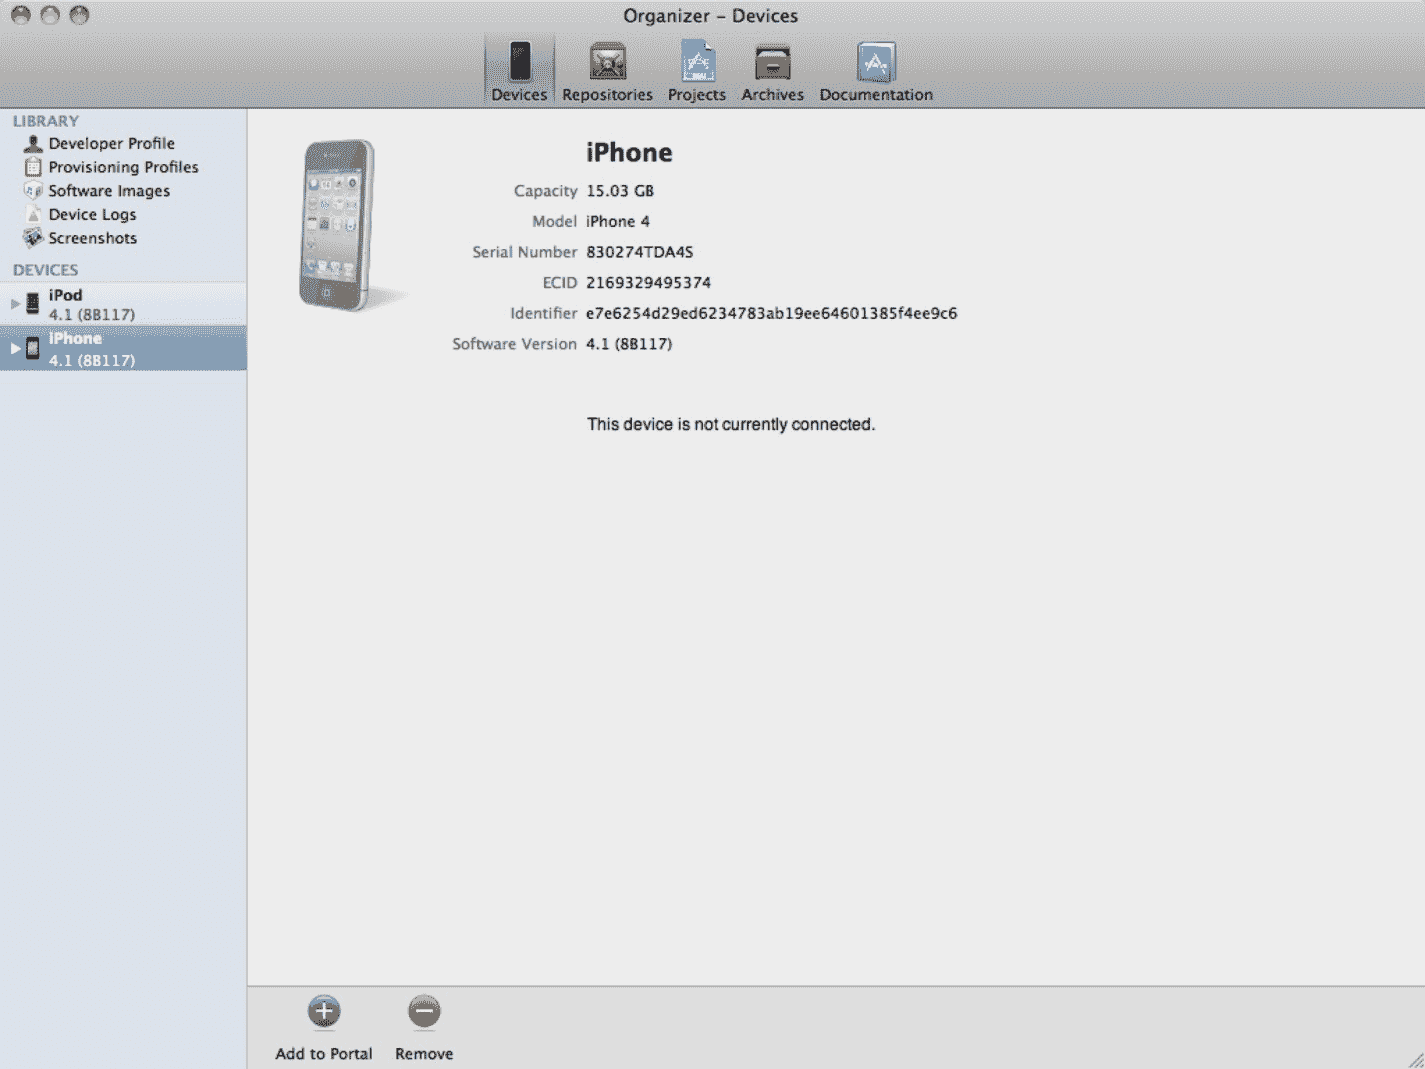 Organizer – Devices
Devices Repositories Projects Archives Documentation
LIBRARY
Developer Profile
Provisioning Profiles
Software Images
Device Logs
Screenshots
DEVICES
iPod
4.1 (8B117)
iPhone
4.1 (8B117)
iPhone
Capacity 15.03 GB
Model iPhone 4
Serial Number 830274TDA4S
ECID 2169329495374
Identifier e7e6254d29ed6234783ab19ee64601385f4ee9c6
Software Version 4.1 (8B117)
This device is not currently connected.
Add to Portal Remove